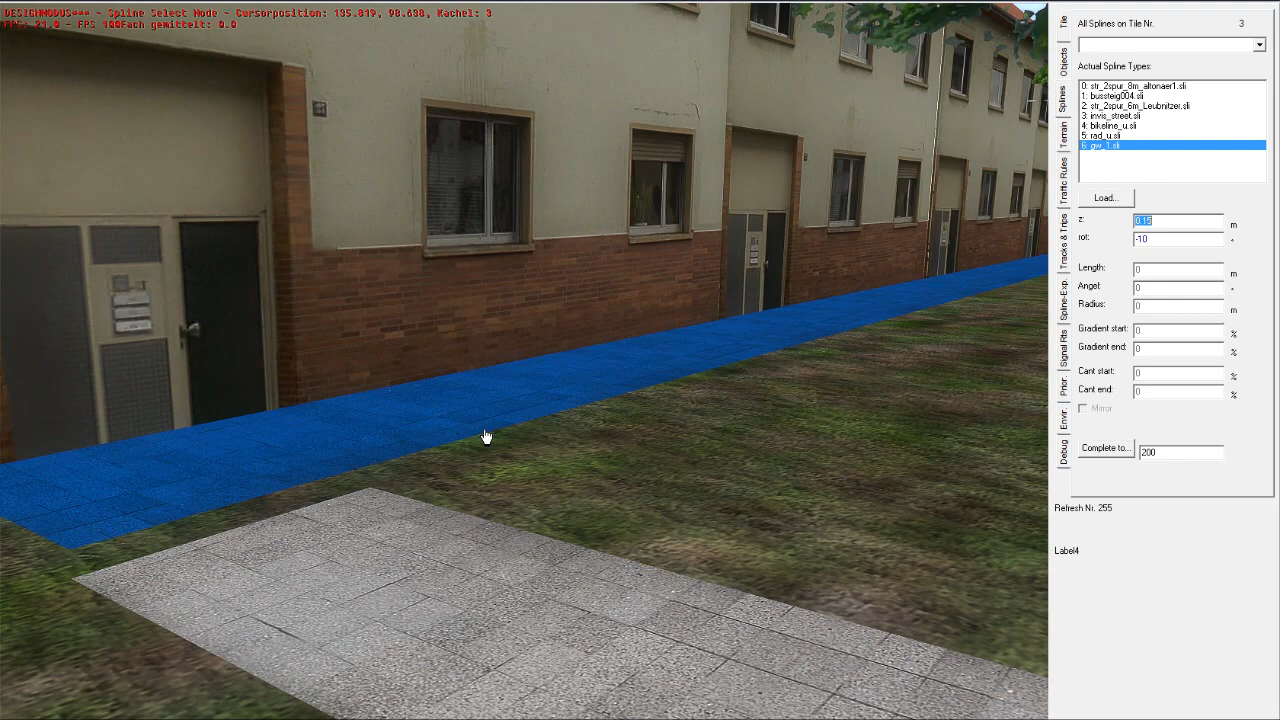 DESIGNMODUS*** - Spline Select Mode - Cursorposition: 135.819, 98.638, Kachel: 3
FPS: 21.0 - FPS 100Fach gemittelt: 0.0
Tile
Objects
Splines
Terrain
Traffic Rules
Tracks & Trips
Spline-Exp.
Signal Rts
Prior.
Envir.
Debug
All Splines on Tile Nr. 3
Actual Spline Types:
0: str_2spur_8m_altonaer1.sli
1: bussteig004.sli
2: str_2spur_6m_Leubnitzer.sli
3: invis_street.sli
4: bikeline_u.sli
5: rad_u.sli
6: gw_1.sli
Load...
z: 0.15 m
rot: -10 °
Length: 0 m
Angel: 0 °
Radius: 0 m
Gradient start: 0 %
Gradient end: 0 %
Cant start: 0 %
Cant end: 0 %
Mirror
Complete to... 200
Refresh Nr. 255
Label4